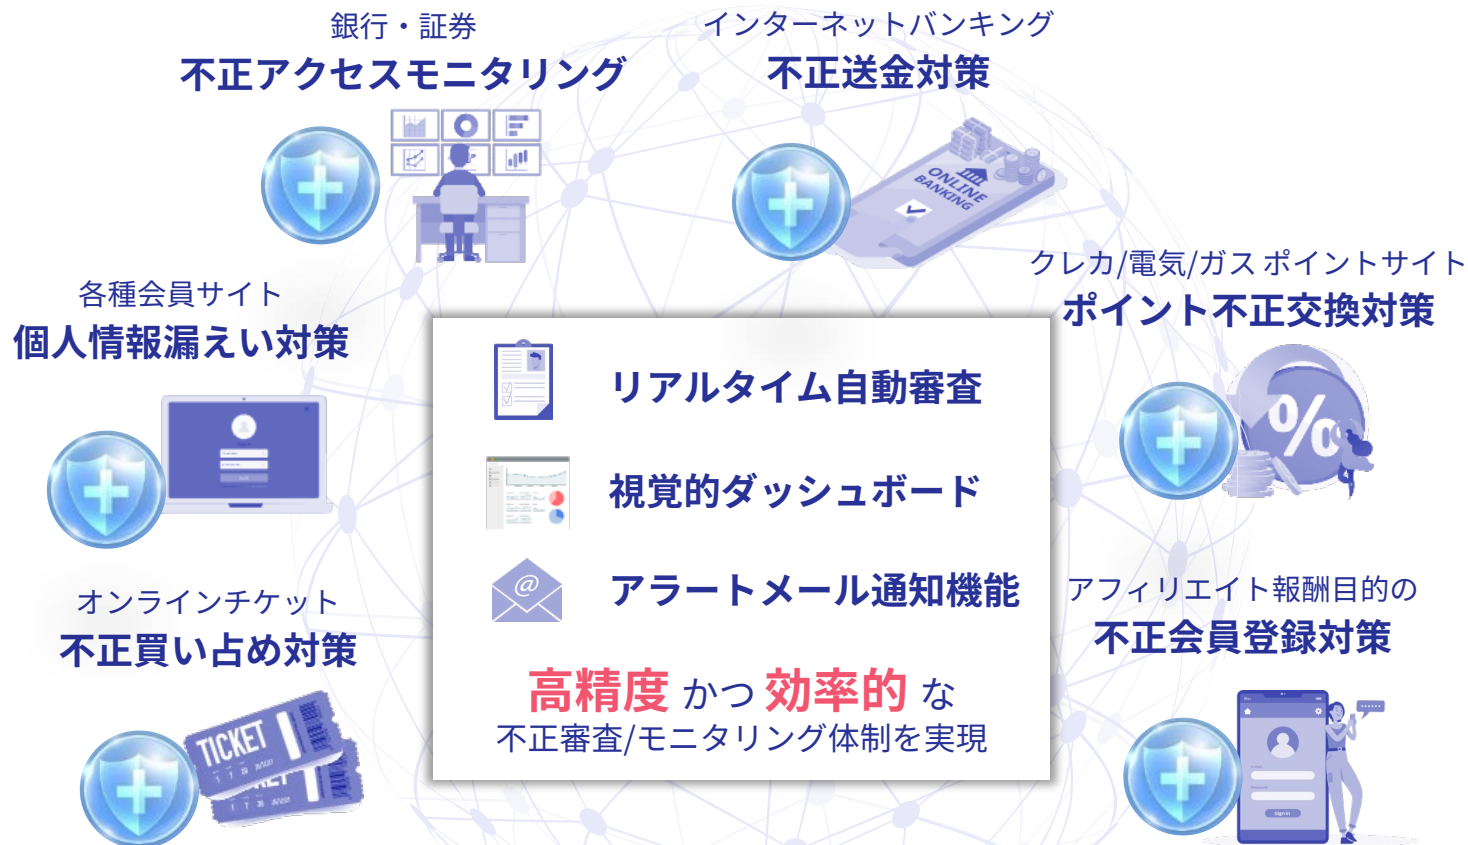 銀行・証券
不正アクセスモニタリング
インターネットバンキング
不正送金対策
ONLINE
BANKING
各種会員サイト
個人情報漏えい対策
クレカ/電気/ガス ポイントサイト
ポイント不正交換対策
%
リアルタイム自動審査
視覚的ダッシュボード
@
アラートメール通知機能
高精度 かつ 効率的 な
不正審査/モニタリング体制を実現
オンラインチケット
不正買い占め対策
TICKET
アフィリエイト報酬目的の
不正会員登録対策
Sign in